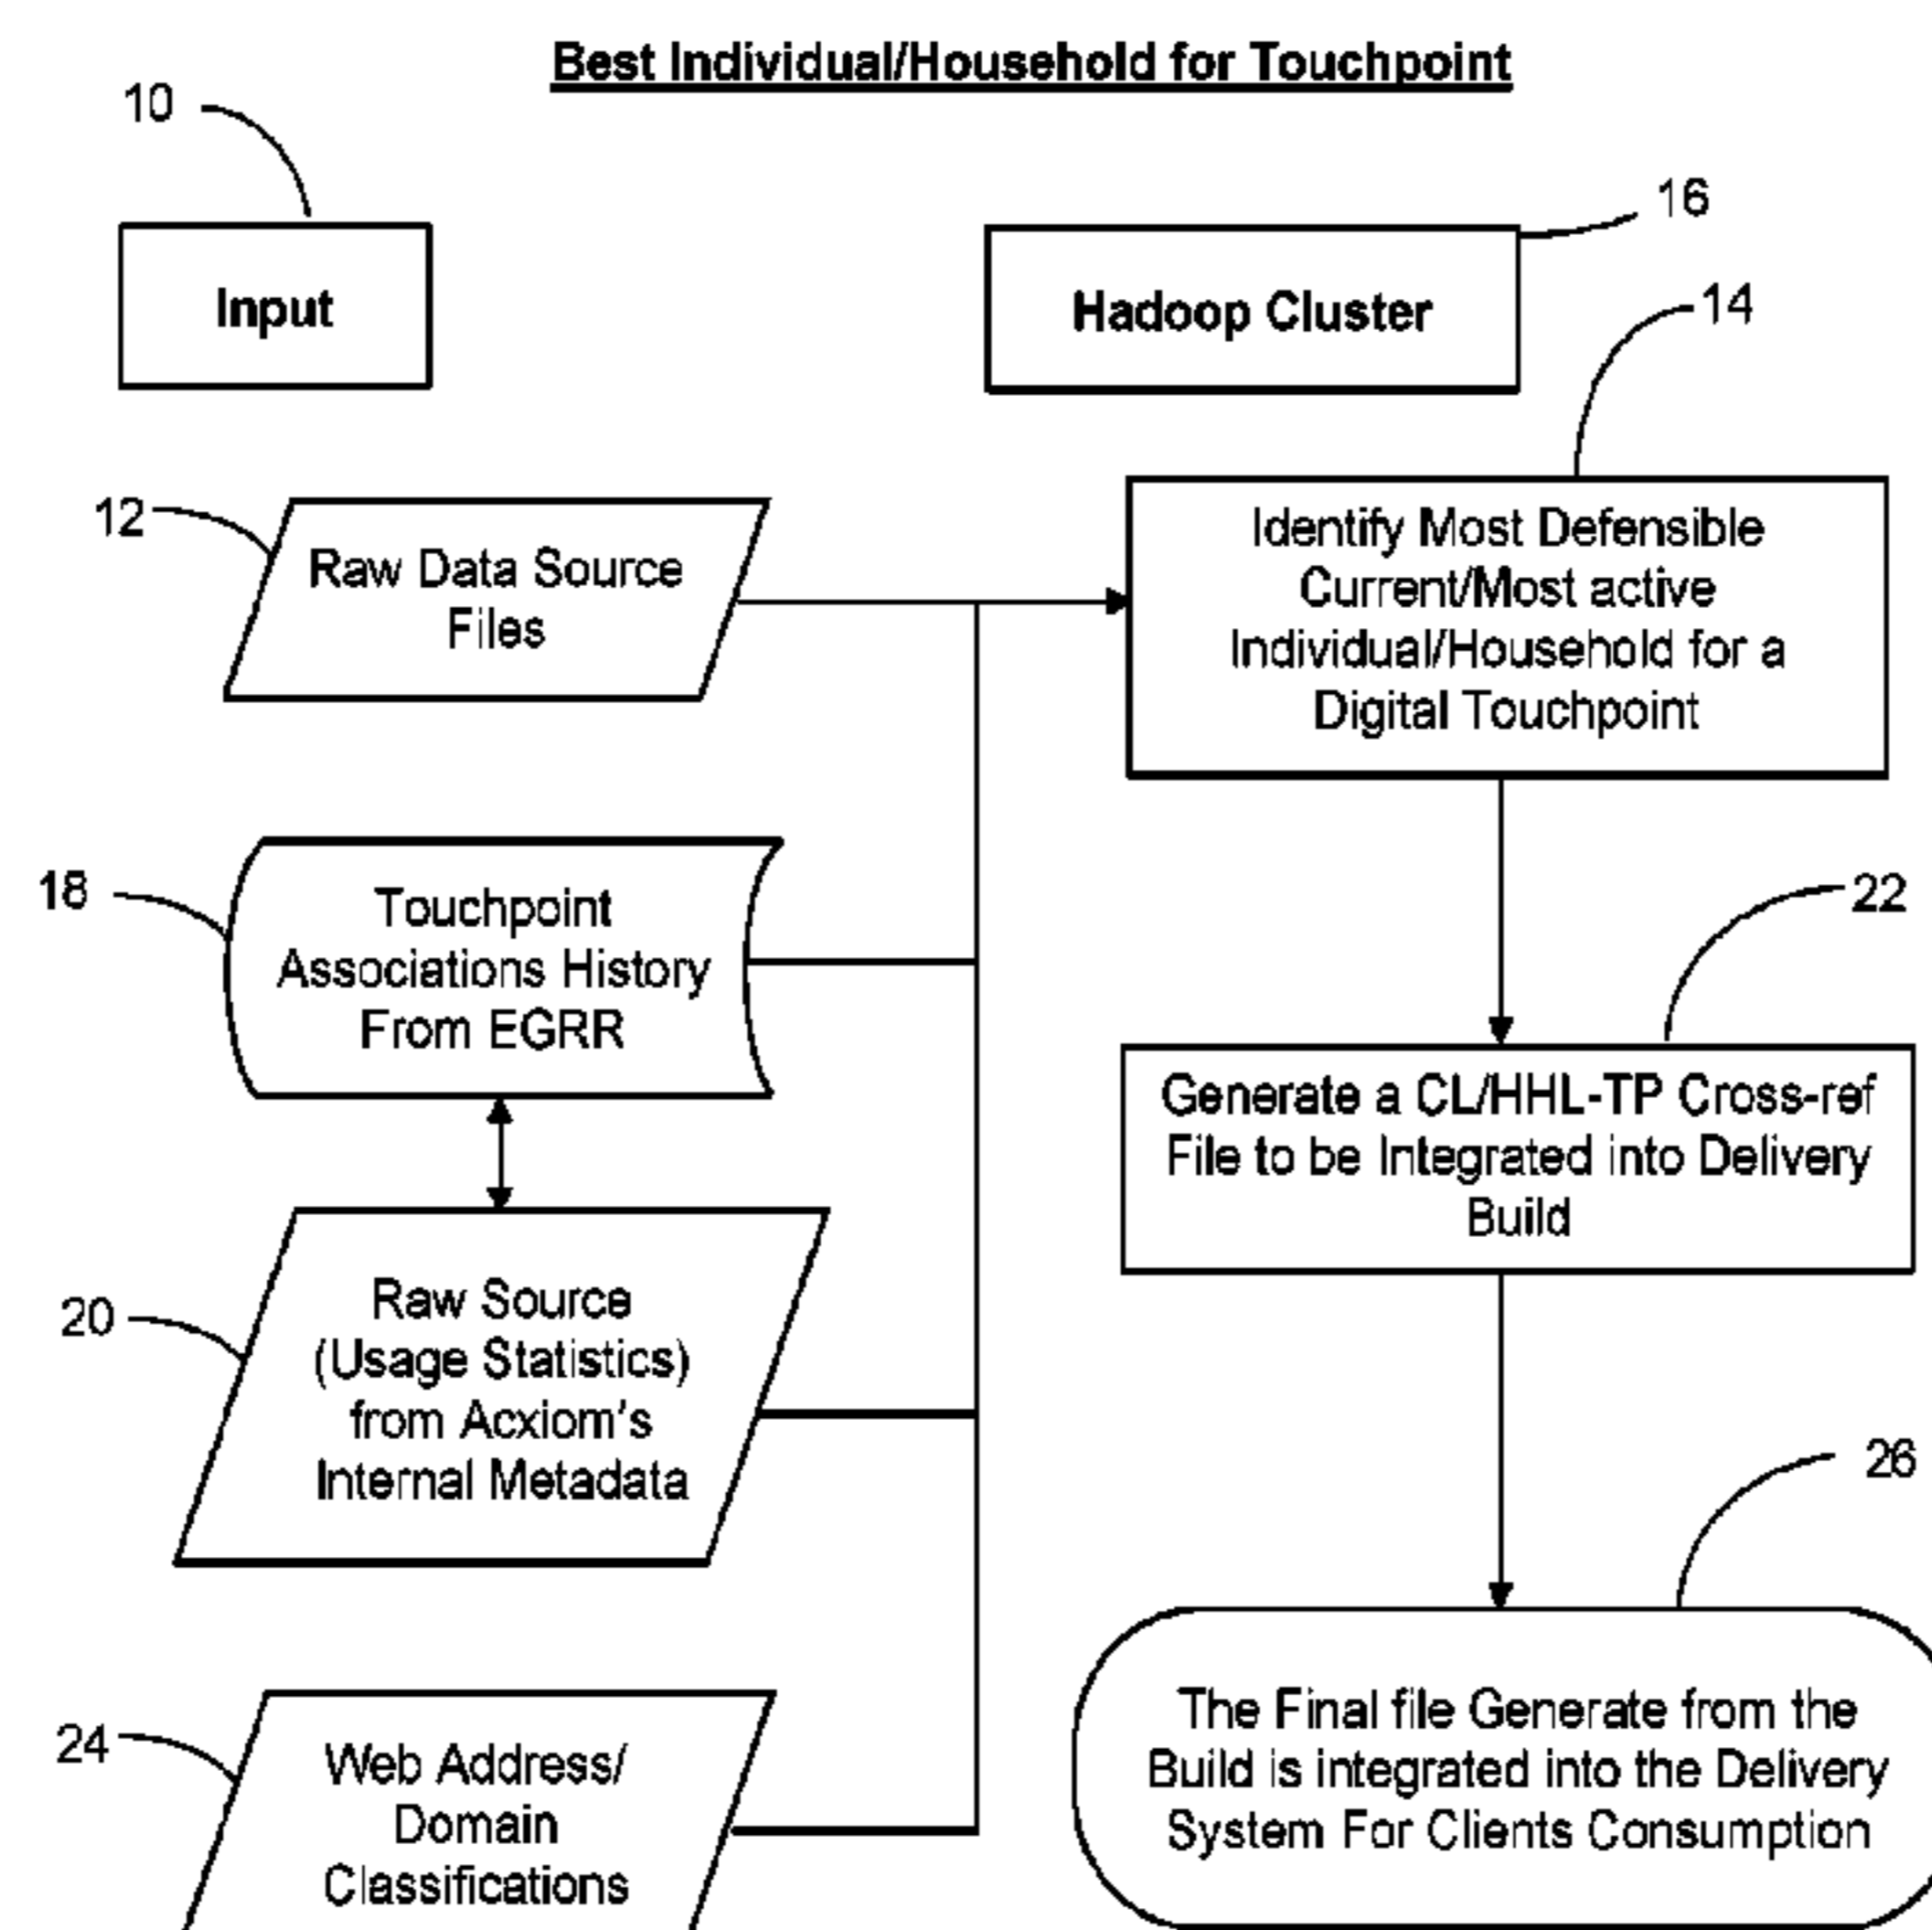 Best Individual/Household for Touchpoint
10
Input
16
Hadoop Cluster
14
12
Raw Data Source
Files
Identify Most Defensible
Current/Most active
Individual/Household for a
Digital Touchpoint
18
Touchpoint
Associations History
From EGRR
22
Generate a CL/HHL-TP Cross-ref
File to be Integrated into Delivery
Build
20
Raw Source
(Usage Statistics)
from Acxiom's
Internal Metadata
26
24
Web Address/
Domain
Classifications
The Final file Generate from the
Build is integrated into the Delivery
System For Clients Consumption